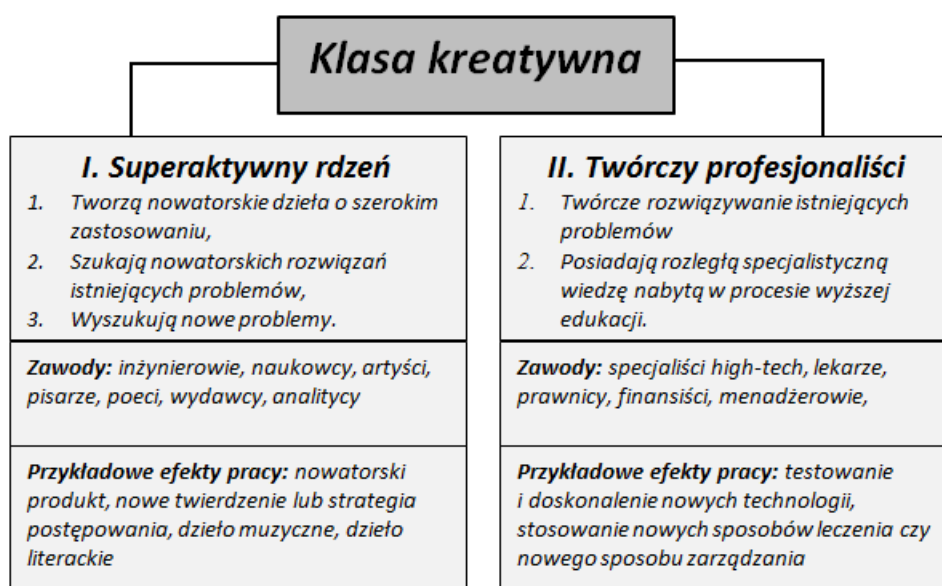 Klasa kreatywna
I. Superaktywny rdzeń
1. Tworzą nowatorskie dzieła o szerokim
zastosowaniu,
2. Szukają nowatorskich rozwiązań
istniejących problemów,
3. Wyszukują nowe problemy.
Zawody: inżynierowie, naukowcy, artyści,
pisarze, poeci, wydawcy, analitycy
Przykładowe efekty pracy: nowatorski
produkt, nowe twierdzenie lub strategia
postępowania, dzieło muzyczne, dzieło
literackie
II. Twórczy profesjonaliści
1. Twórcze rozwiązywanie istniejących
problemów
2. Posiadają rozległą specjalistyczną
wiedzę nabytą w procesie wyższej
edukacji.
Zawody: specjaliści high-tech, lekarze,
prawnicy, finansiści, menadżerowie,
Przykładowe efekty pracy: testowanie
i doskonalenie nowych technologii,
stosowanie nowych sposobów leczenia czy
nowego sposobu zarządzania